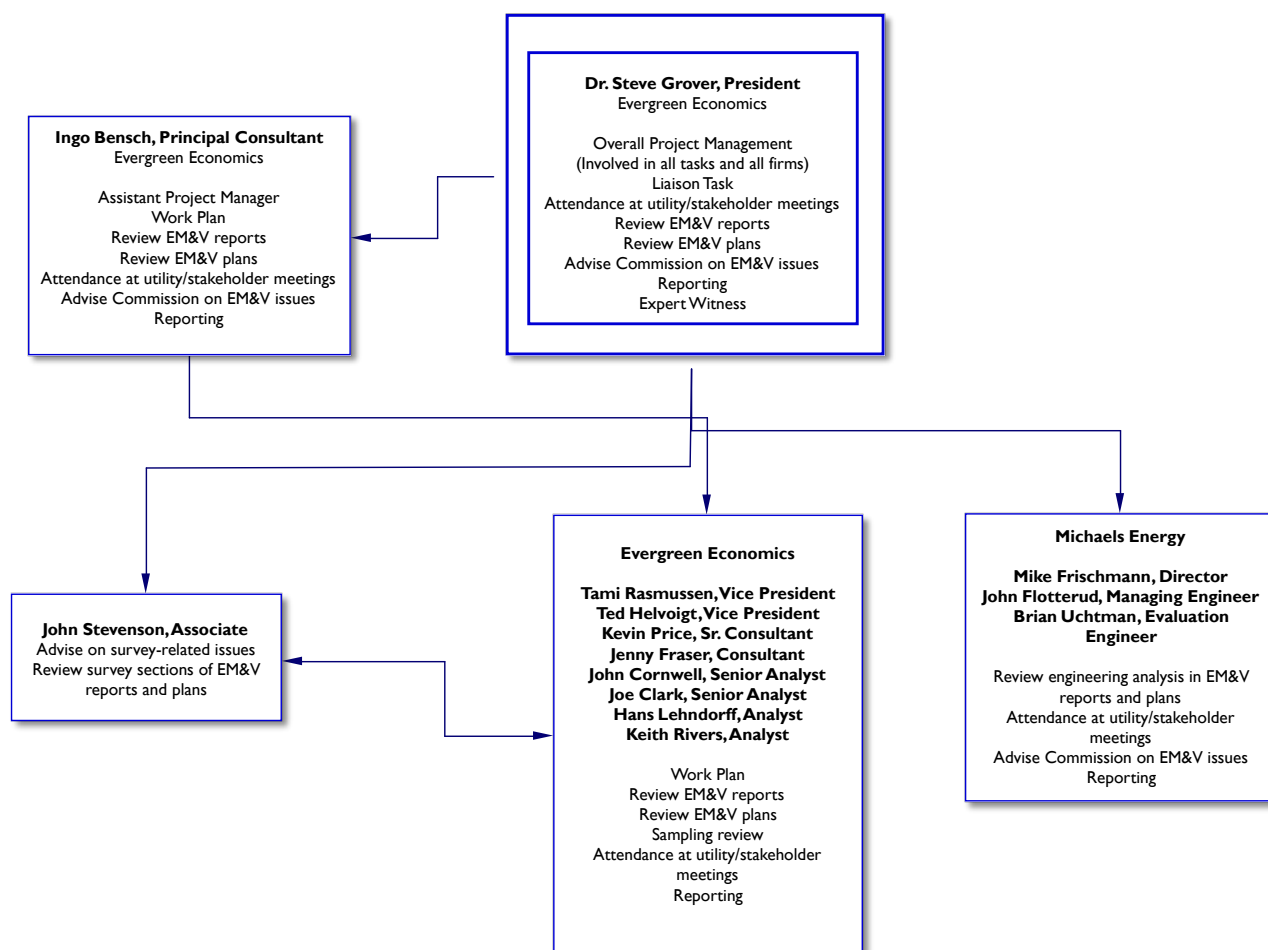 Dr. Steve Grover, President
Evergreen Economics
Overall Project Management
(Involved in all tasks and all firms)
Liaison Task
Attendance at utility/stakeholder meetings
Review EM&V reports
Review EM&V plans
Advise Commission on EM&V issues
Reporting
Expert Witness
Ingo Bensch, Principal Consultant
Evergreen Economics
Assistant Project Manager
Work Plan
Review EM&V reports
Review EM&V plans
Attendance at utility/stakeholder meetings
Advise Commission on EM&V issues
Reporting
John Stevenson, Associate
Advise on survey-related issues
Review survey sections of EM&V
reports and plans
Evergreen Economics
Tami Rasmussen, Vice President
Ted Helvoigt, Vice President
Kevin Price, Sr. Consultant
Jenny Fraser, Consultant
John Cornwell, Senior Analyst
Joe Clark, Senior Analyst
Hans Lehndorff, Analyst
Keith Rivers, Analyst
Work Plan
Review EM&V reports
Review EM&V plans
Sampling review
Attendance at utility/stakeholder
meetings
Reporting
Michaels Energy
Mike Frischmann, Director
John Flotterud, Managing Engineer
Brian Uchtman, Evaluation
Engineer
Review engineering analysis in EM&V
reports and plans
Attendance at utility/stakeholder
meetings
Advise Commission on EM&V issues
Reporting